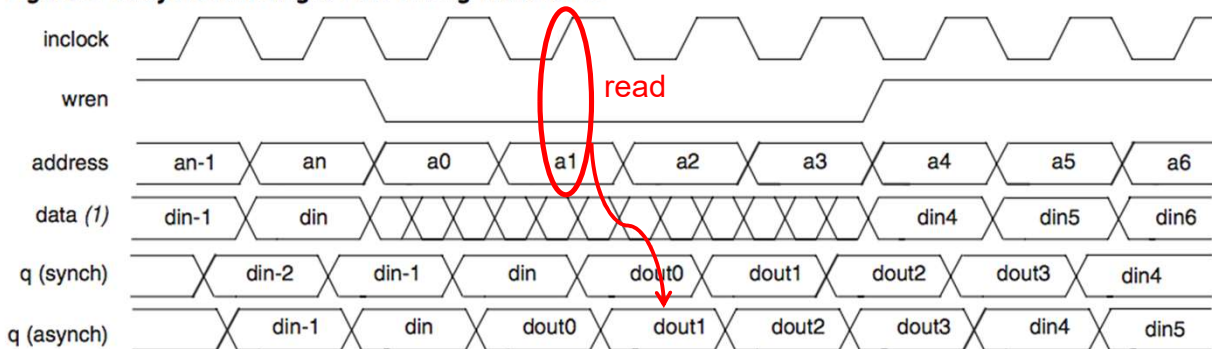 inclock
wren
read
address an-1 an a0 a1 a2 a3 a4 a5 a6
data (1) din-1 din din4 din5 din6
q (synch) din-2 din-1 din dout0 dout1 dout2 dout3 din4
q (asynch) din-1 din dout0 dout1 dout2 dout3 din4 din5